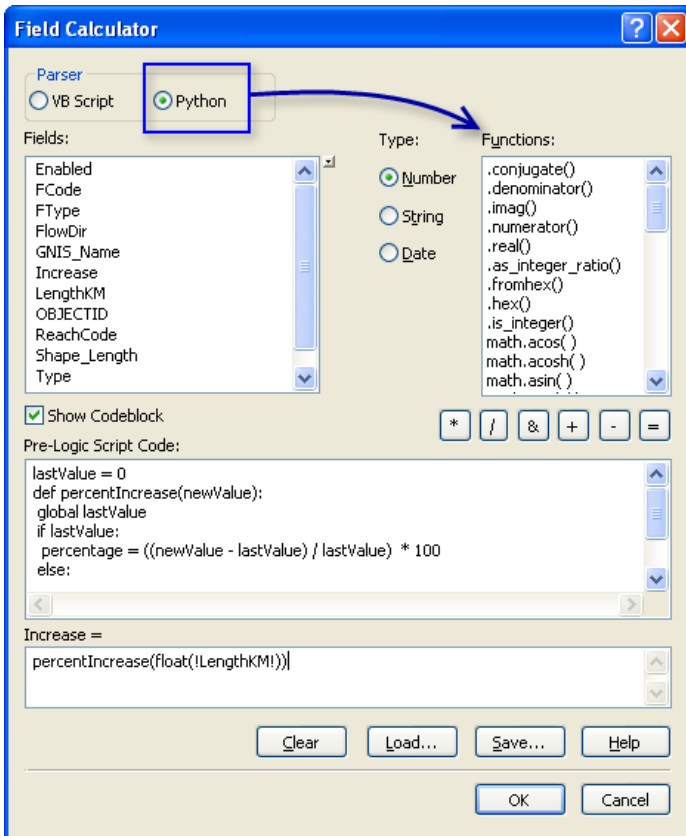 Field Calculator
Parser
VB Script
Python
Fields:
Type:
Functions:
Enabled
FCode
FType
FlowDir
GNIS_Name
Increase
LengthKM
OBJECTID
ReachCode
Shape_Length
Type
Number
String
Date
.conjugate()
.denominator()
.imag()
.numerator()
.real()
.as_integer_ratio()
.fromhex()
.hex()
.is_integer()
math.acos( )
math.acosh( )
math.asin( )
Show Codeblock
* / & + - =
Pre-Logic Script Code:
lastValue = 0
def percentIncrease(newValue):
 global lastValue
 if lastValue:
  percentage = ((newValue - lastValue) / lastValue)  * 100
 else:
Increase =
percentIncrease(float(!LengthKM!))
Clear
Load...
Save...
Help
OK
Cancel